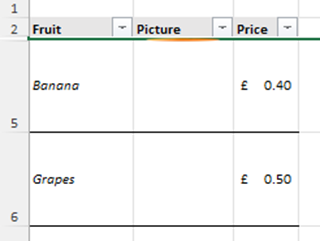 1
2 Fruit Picture Price
Banana £ 0.40
5
Grapes £ 0.50
6